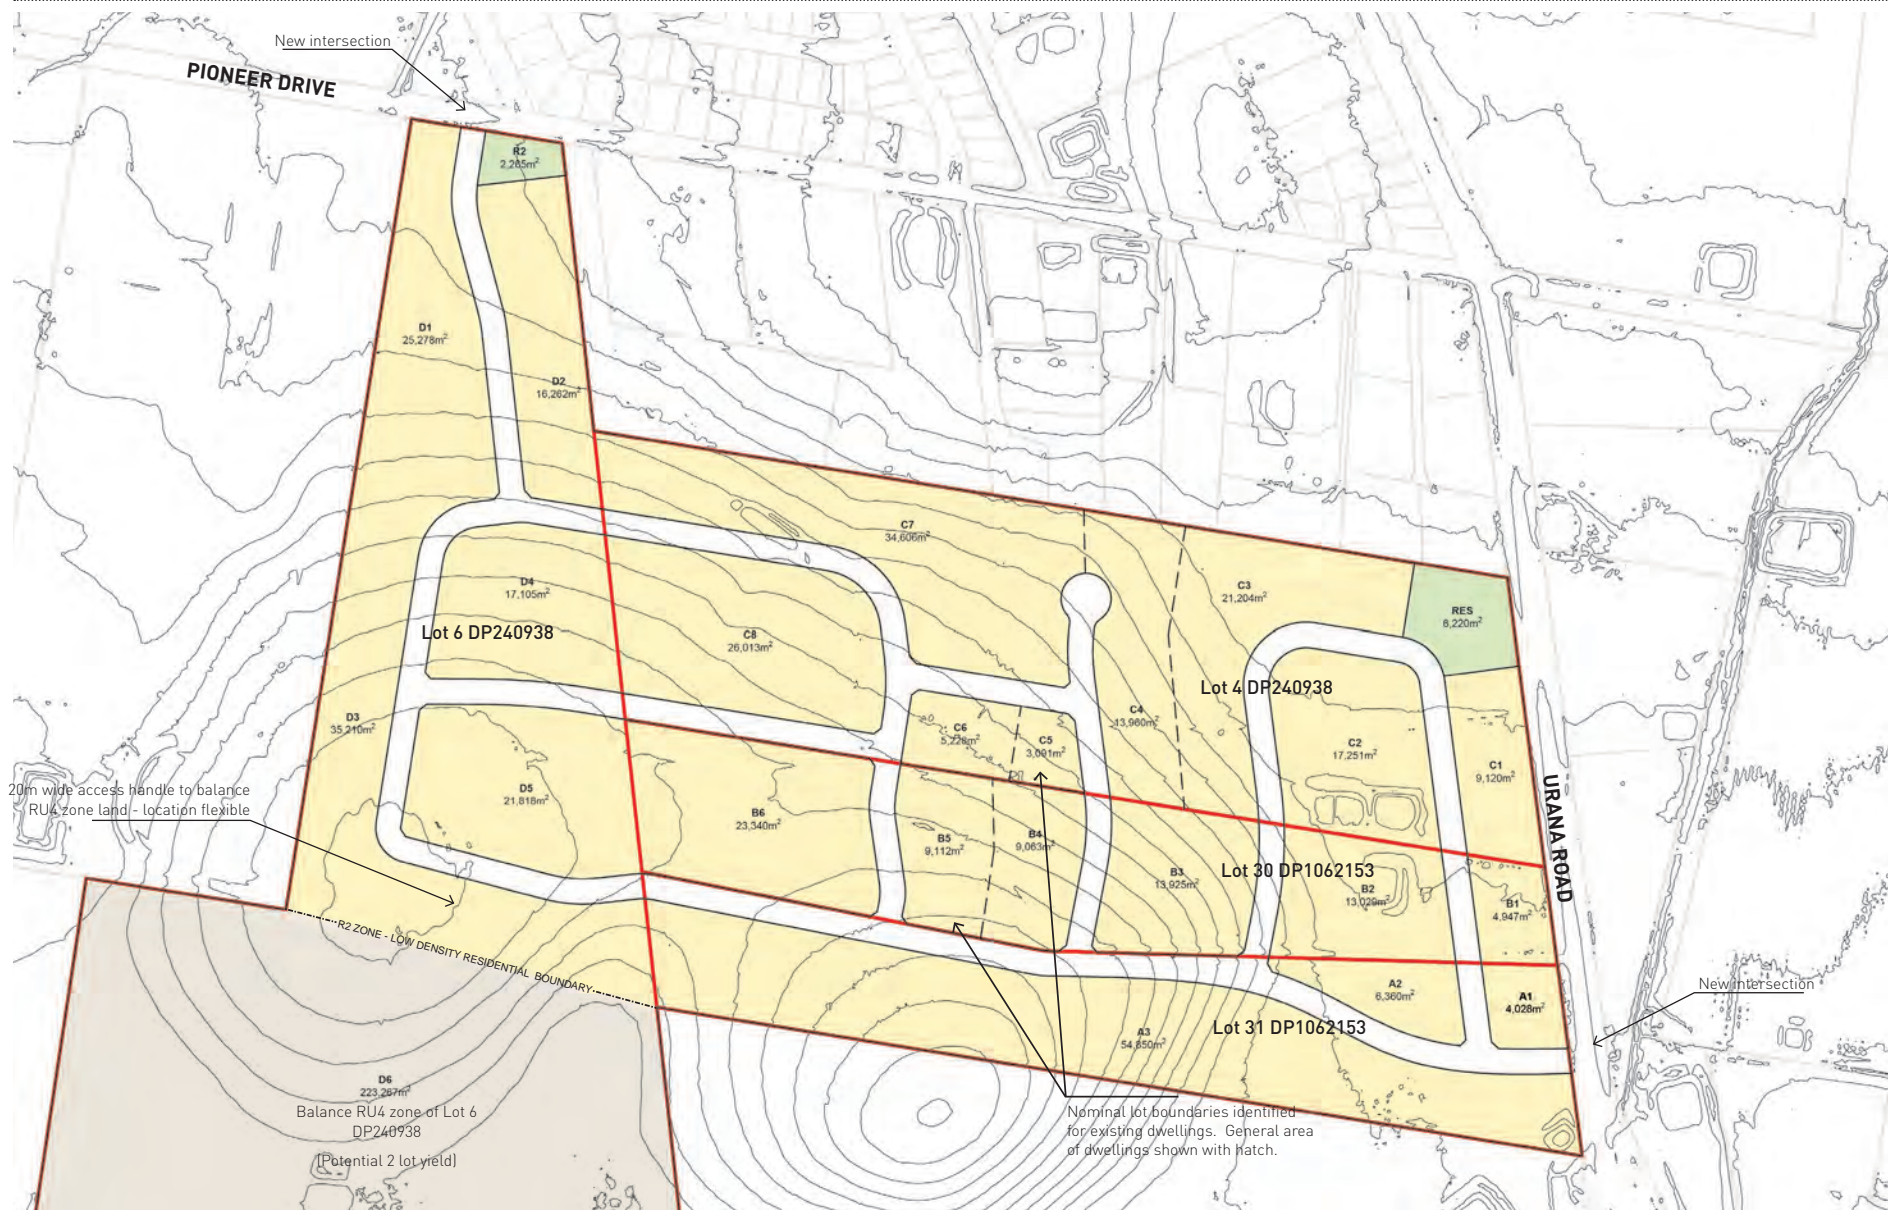 New intersection
PIONEER DRIVE
R2
2,265m²
D1
25,278m²
D2
16,262m²
C7
34,606m²
D4
17,105m²
C3
21,204m²
RES
6,220m²
Lot 6 DP240938
C8
26,013m²
Lot 4 DP240938
D3
35,210m²
C4
13,960m²
C6
5,226m²
C5
3,091m²
C2
17,251m²
C1
9,120m²
20m wide access handle to balance
RU4 zone land - location flexible
D5
21,818m²
B6
23,340m²
B5
9,112m²
B4
9,063m²
URANA ROAD
B3
13,925m²
Lot 30 DP1062153
B2
13,029m²
B1
4,947m²
R2 ZONE - LOW DENSITY RESIDENTIAL BOUNDARY
A2
6,360m²
A1
4,028m²
New intersection
A3
54,850m²
Lot 31 DP1062153
D6
223,267m²
Balance RU4 zone of Lot 6
DP240938
(Potential 2 lot yield)
Nominal lot boundaries identified
for existing dwellings. General area
of dwellings shown with hatch.